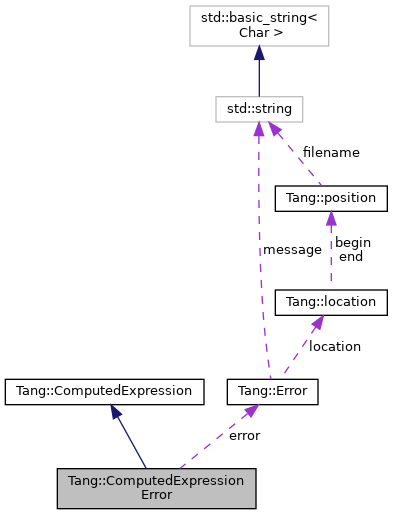 std::basic_string<
Char >
std::string
filename
Tang::position
message
begin
end
Tang::location
location
Tang::ComputedExpression
Tang::Error
error
Tang::ComputedExpression
Error